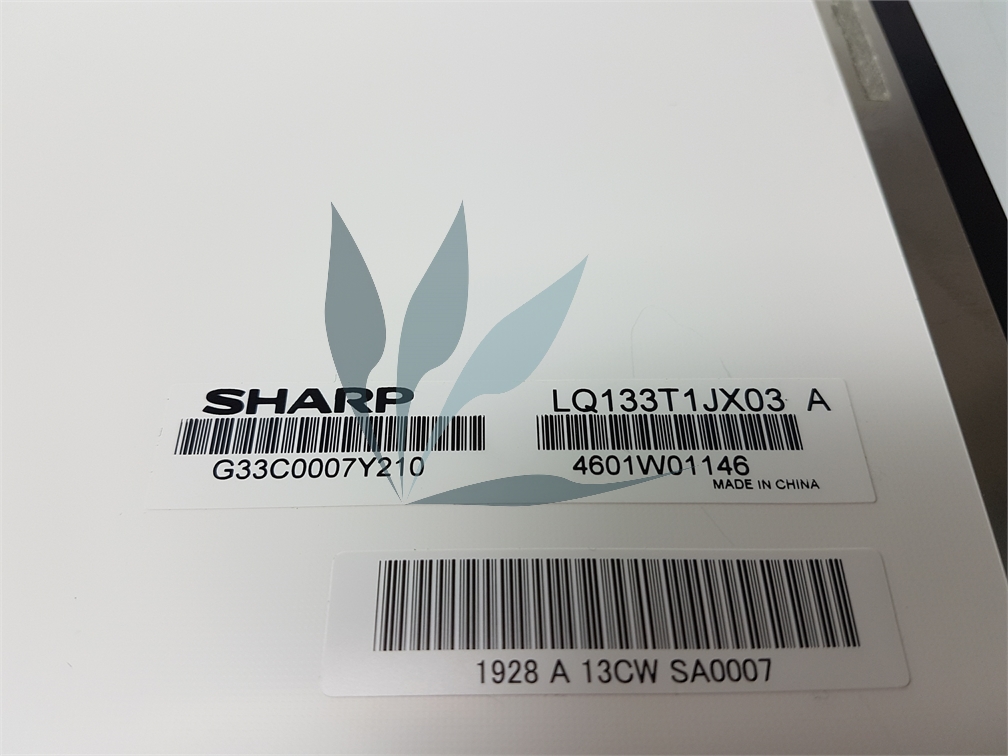 SHARP
G33C0007Y210
LQ133T1JX03 A
4601W01146
MADE IN CHINA
1928 A 13CW SA0007